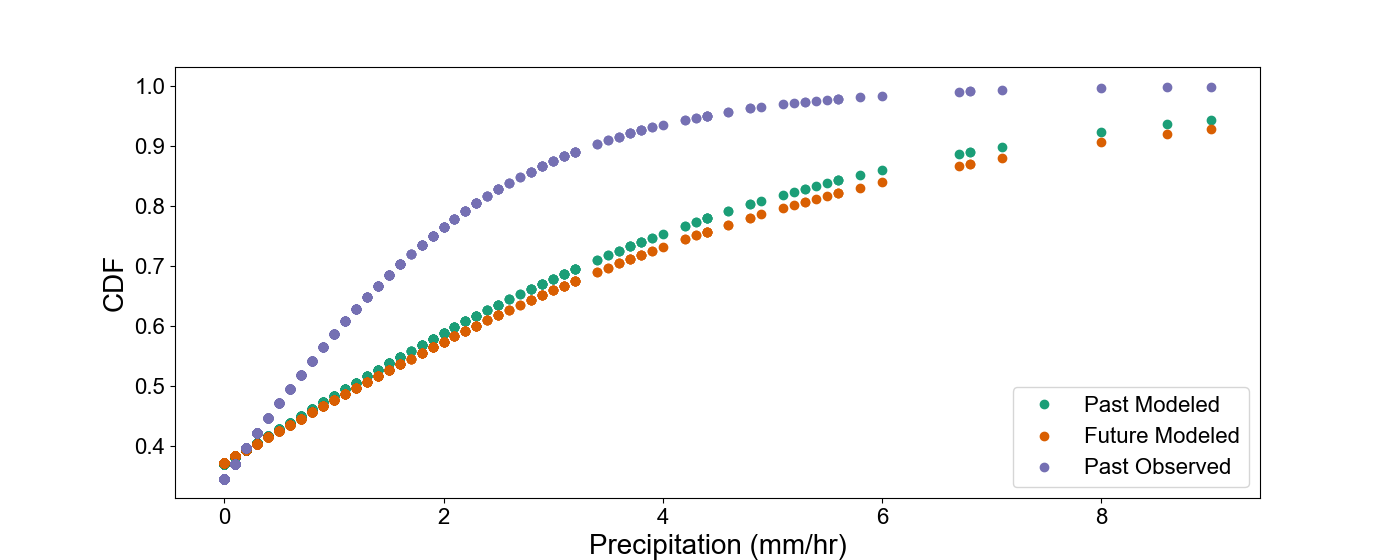 1.0
0.9
0.8
0.7
0.6
0.5
0.4
CDF
Past Modeled
Future Modeled
Past Observed
0 2 4 6 8
Precipitation (mm/hr)